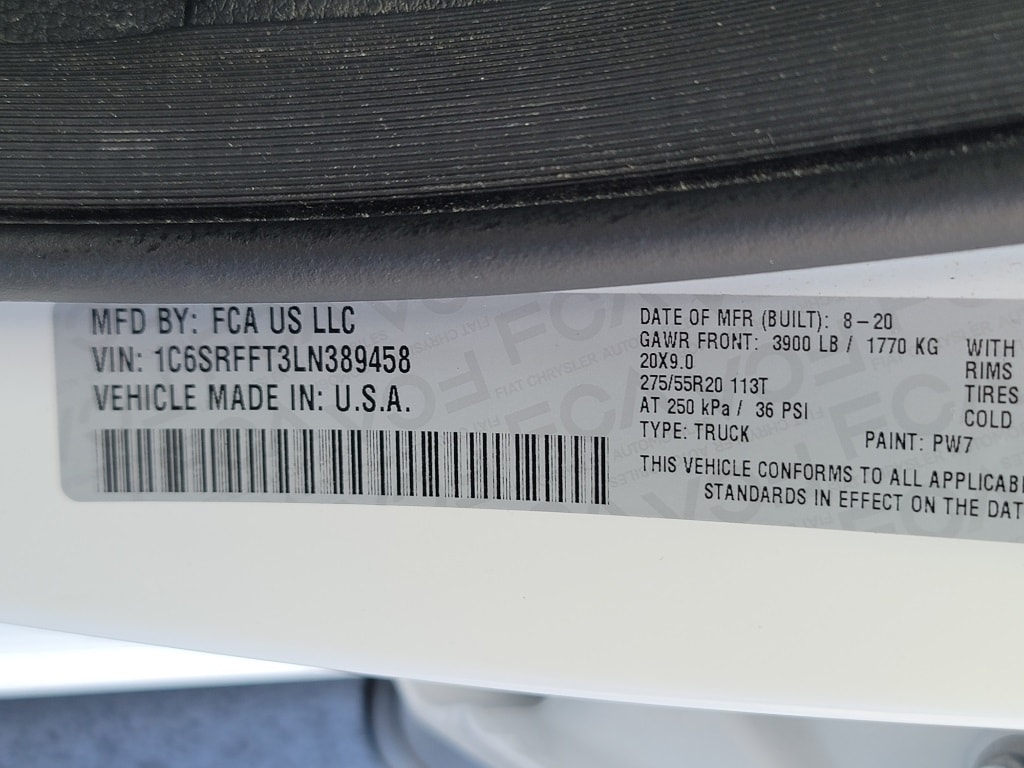 MFD BY: FCA US LLC
VIN: 1C6SRFFT3LN389458
VEHICLE MADE IN: U.S.A.
DATE OF MFR (BUILT): 8-20
GAWR FRONT: 3900 LB / 1770 KG WITH
20X9.0 RIMS
275/55R20 113T TIRES
AT 250 kPa / 36 PSI COLD
TYPE: TRUCK PAINT: PW7
THIS VEHICLE CONFORMS TO ALL
STANDARDS IN EFFECT ON THE